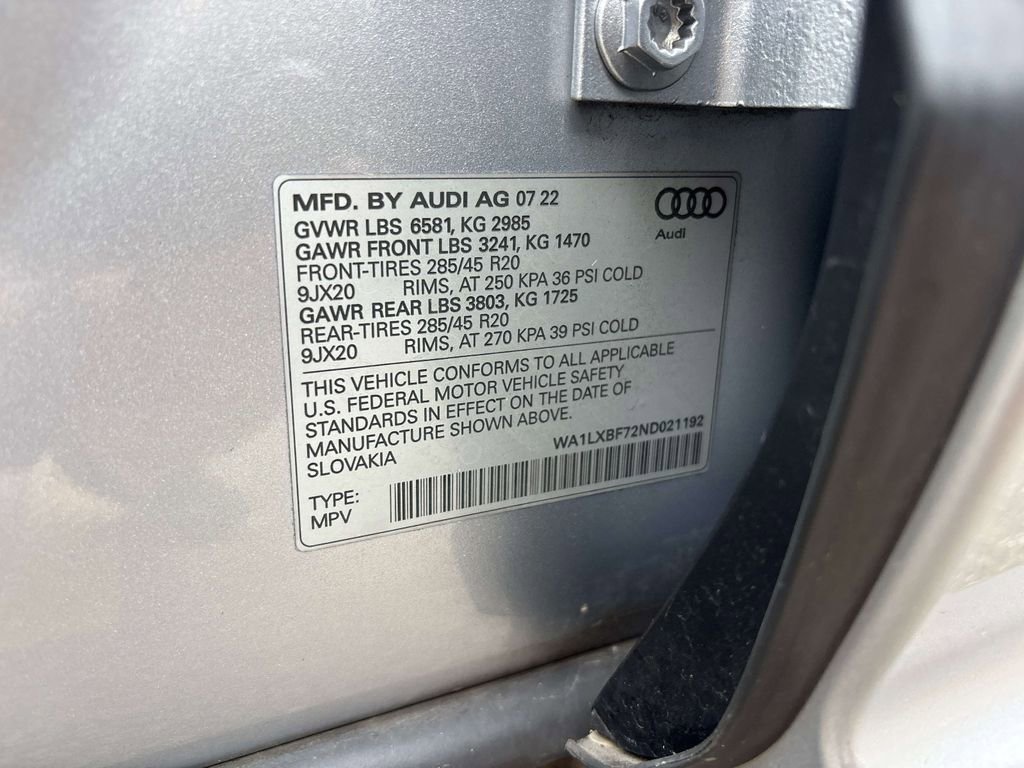 MFD. BY AUDI AG 07 22
Audi
GVWR LBS 6581, KG 2985
GAWR FRONT LBS 3241, KG 1470
FRONT-TIRES 285/45 R20
9JX20 RIMS, AT 250 KPA 36 PSI COLD
GAWR REAR LBS 3803, KG 1725
REAR-TIRES 285/45 R20
9JX20 RIMS, AT 270 KPA 39 PSI COLD
THIS VEHICLE CONFORMS TO ALL APPLICABLE
U.S. FEDERAL MOTOR VEHICLE SAFETY
STANDARDS IN EFFECT ON THE DATE OF
MANUFACTURE SHOWN ABOVE.
SLOVAKIA WA1LXBF72ND021192
TYPE:
MPV